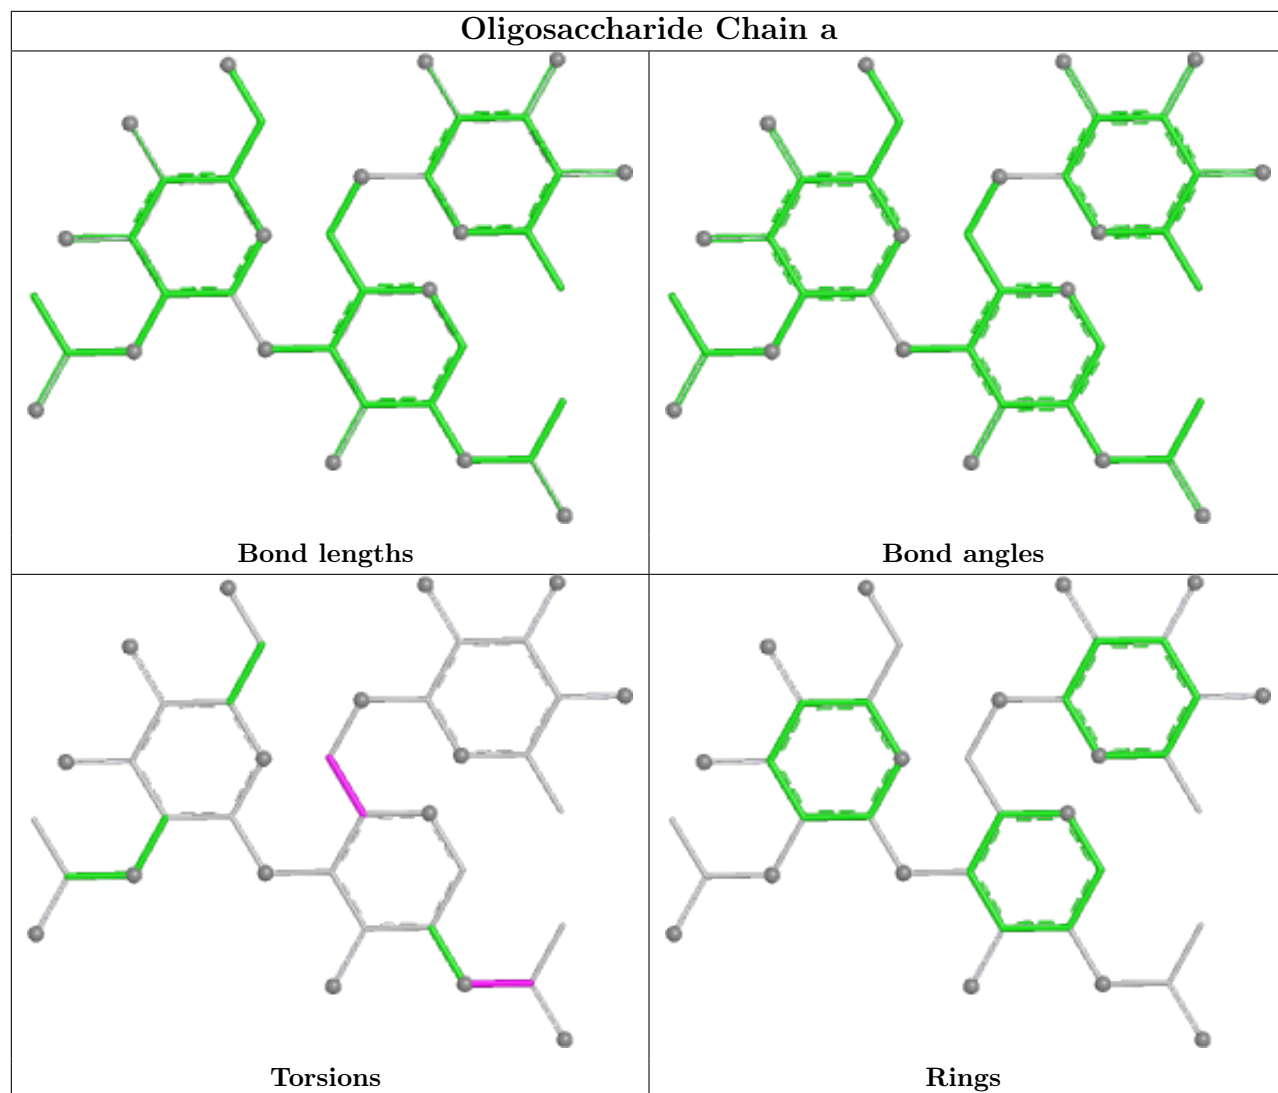 Oligosaccharide Chain a
Bond lengths
Bond angles
Torsions
Rings